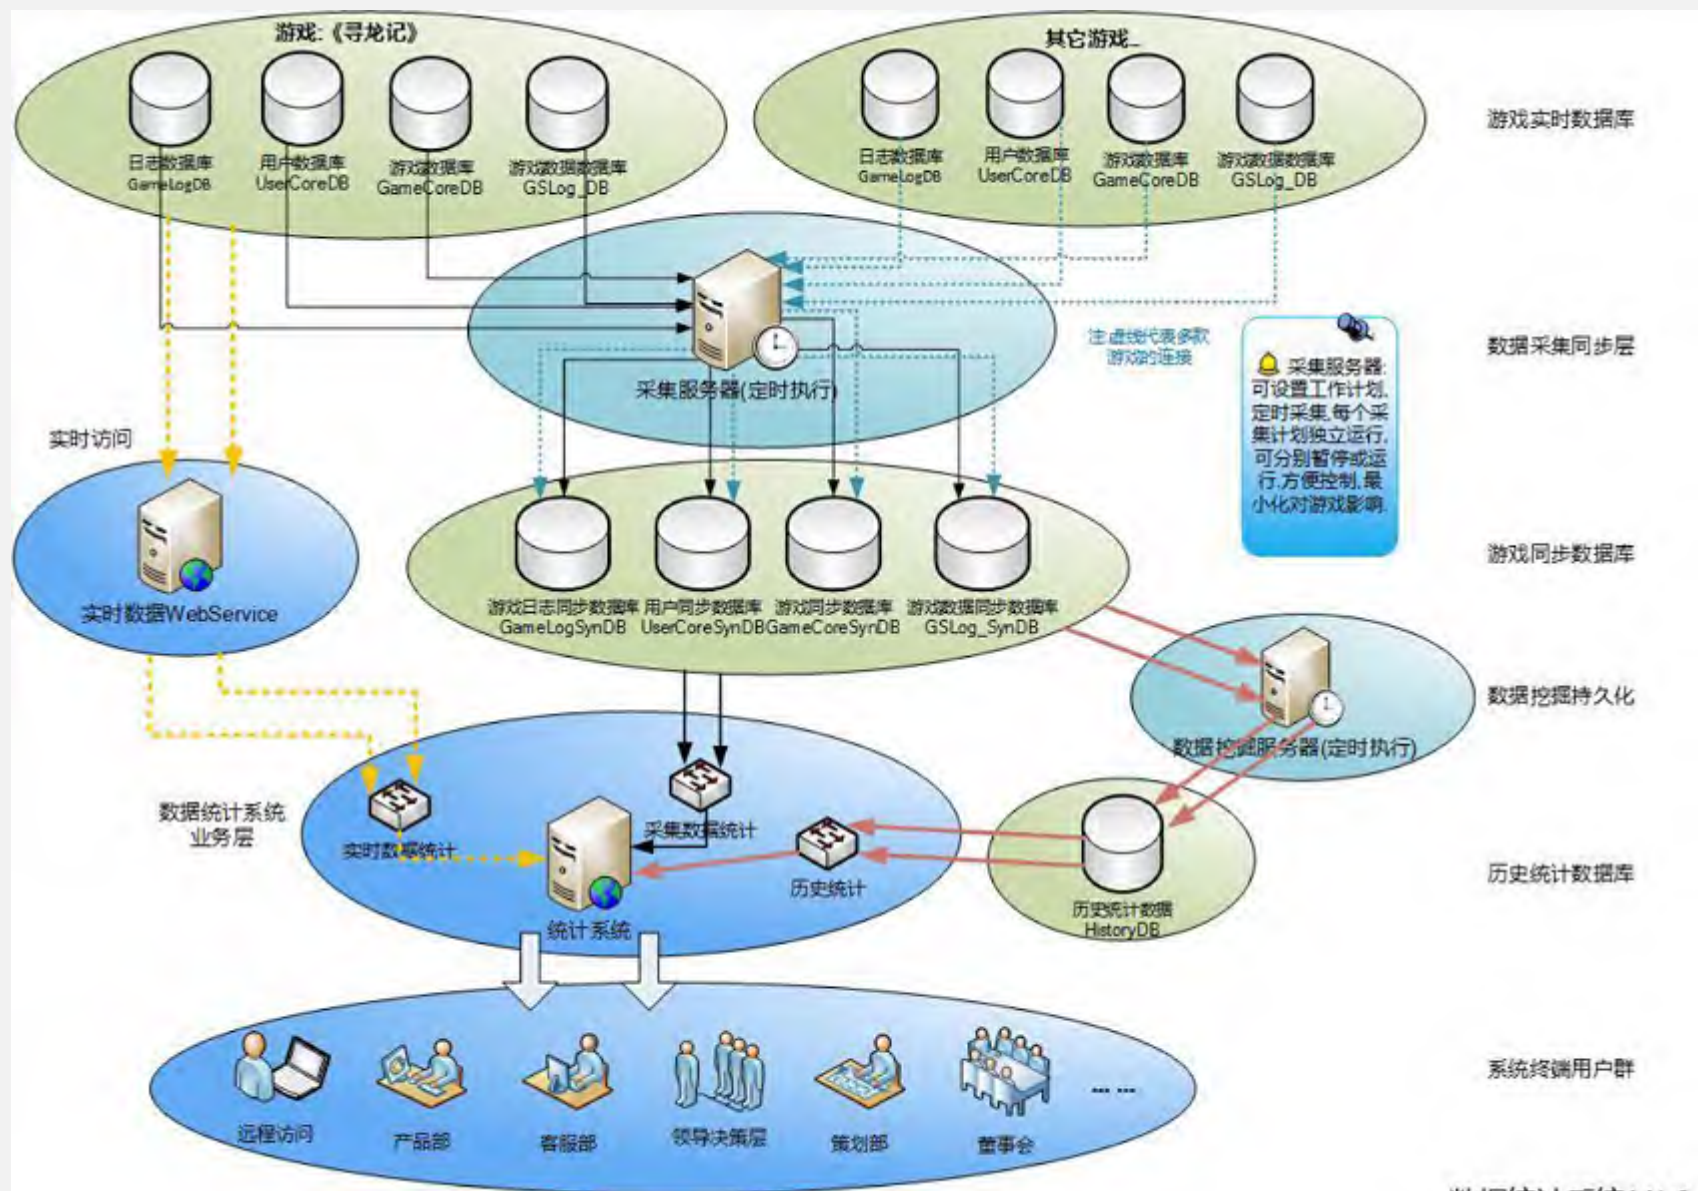 游戏:《寻龙记》
其它游戏...
日志数据库
GameLogDB
用户数据库
UserCoreDB
游戏数据库
GameCoreDB
游戏数据数据库
GSLog_DB
日志数据库
GameLogDB
用户数据库
UserCoreDB
游戏数据库
GameCoreDB
游戏数据数据库
GSLog_DB
游戏实时数据库
采集服务器(定时执行)
注:虚线代表多款
游戏的连接
采集服务器:
可设置工作计划,
定时采集,每个采
集计划独立运行,
可分别暂停或运
行,方便控制,最
小化对游戏影响.
数据采集同步层
实时访问
实时数据WebService
游戏日志同步数据库
GameLogSynDB
用户同步数据库
UserCoreSynDB
游戏同步数据库
GameCoreSynDB
游戏数据同步数据库
GSLog_SynDB
游戏同步数据库
数据挖掘服务器(定时执行)
数据挖掘持久化
数据统计系统
业务层
实时数据统计
采集数据统计
历史统计
统计系统
历史统计数据
HistoryDB
历史统计数据库
远程访问
产品部
客服部
领导决策层
策划部
董事会
... ...
系统终端用户群